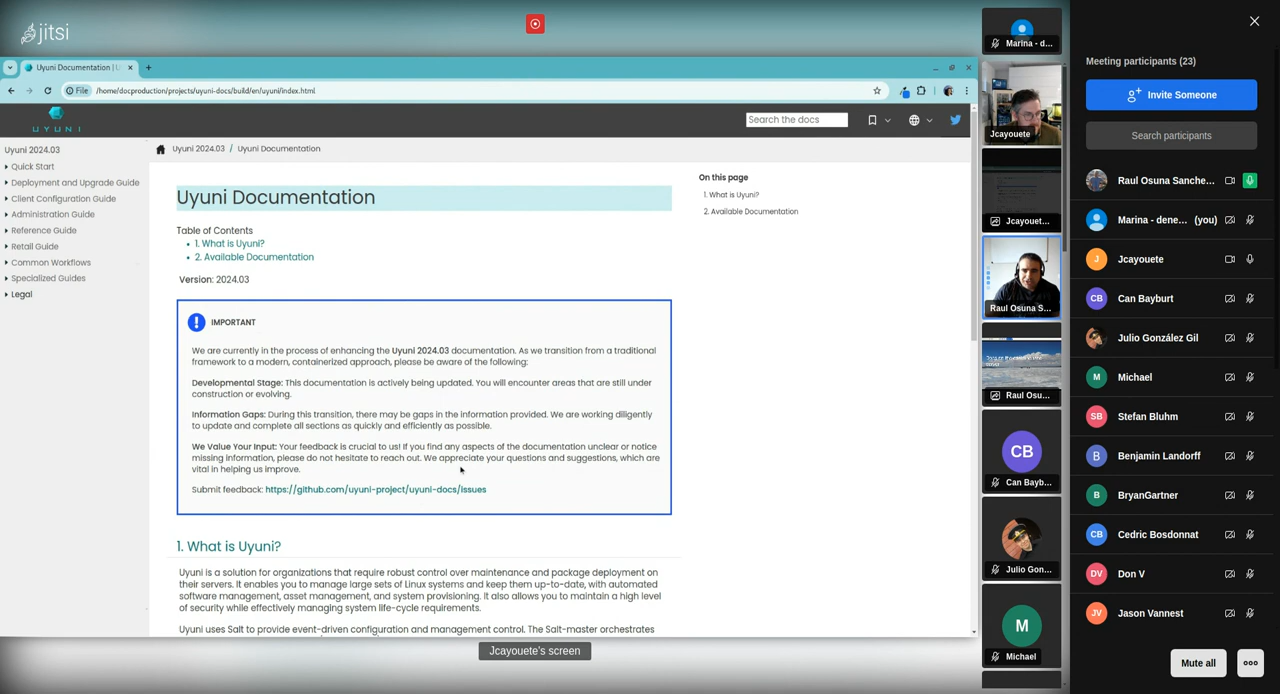 jitsi
Uyuni Documentation | U
File
/home/docproduction/projects/uyuni-docs/build/en/uyuni/index.html
UYUNI
Search the docs
Uyuni 2024.03
Quick Start
Deployment and Upgrade Guide
Client Configuration Guide
Administration Guide
Reference Guide
Retail Guide
Common Workflows
Specialized Guides
Legal
Uyuni 2024.03 / Uyuni Documentation
Uyuni Documentation
Table of Contents
1. What is Uyuni?
2. Available Documentation
Version: 2024.03
IMPORTANT
We are currently in the process of enhancing the Uyuni 2024.03 documentation. As we transition from a traditional
framework to a modern, containerized approach, please be aware of the following:
Developmental Stage: This documentation is actively being updated. You will encounter areas that are still under
construction or evolving.
Information Gaps: During this transition, there may be gaps in the information provided. We are working diligently
to update and complete all sections as quickly and efficiently as possible.
We Value Your Input: Your feedback is crucial to us! If you find any aspects of the documentation unclear or notice
missing information, please do not hesitate to reach out. We appreciate your questions and suggestions, which are
vital in helping us improve.
Submit feedback: https://github.com/uyuni-project/uyuni-docs/issues
1. What is Uyuni?
Uyuni is a solution for organizations that require robust control over maintenance and package deployment on
their servers. It enables you to manage large sets of Linux systems and keep them up-to-date, with automated
software management, asset management, and system provisioning. It also allows you to maintain a high level
of security while effectively managing system life-cycle requirements.
Uyuni uses Salt to provide event-driven configuration and management control. The Salt-master orchestrates
On this page
1. What is Uyuni?
2. Available Documentation
Jcayouete's screen
Marina - d...
Jcayouete
Jcayouet...
Raul Osuna S...
Raul Osu...
CB
Can Bayb...
Julio Gon...
M
Michael
Meeting participants (23)
Invite Someone
Search participants
Raul Osuna Sanche...
Marina - dene... (you)
J
Jcayouete
CB
Can Bayburt
Julio González Gil
M
Michael
SB
Stefan Bluhm
B
Benjamin Landorff
B
BryanGartner
CB
Cedric Bosdonnat
DV
Don V
JV
Jason Vannest
Mute all